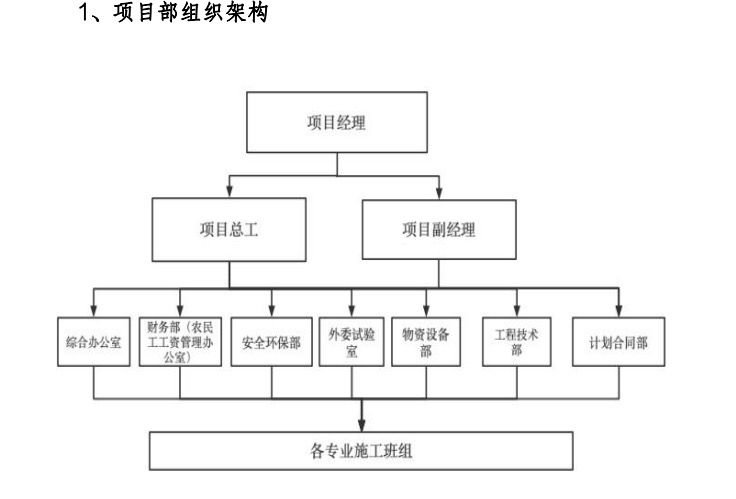 1、项目部组织架构
项目经理
项目总工
项目副经理
综合办公室
财务部（农民
工工资管理办
公室）
安全环保部
外委试验
室
物资设备
部
工程技术
部
计划合同部
各专业施工班组